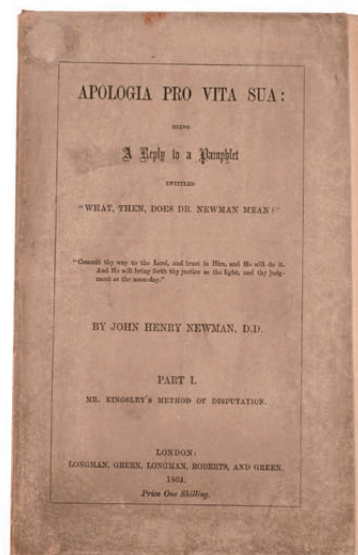 APOLOGIA PRO VITA SUA:
BEING
A Reply to a Pamphlet
ENTITLED
"WHAT, THEN, DOES DR. NEWMAN MEAN?"
"Commit thy way to the Lord, and trust in Him, and He will do it.
And He will bring forth thy justice as the light, and thy judg-
ment as the noon-day."
BY JOHN HENRY NEWMAN, D.D.
PART I.
MR. KINGSLEY'S METHOD OF DISPUTATION.
LONDON:
LONGMAN, GREEN, LONGMAN, ROBERTS, AND GREEN.
1864.
Price One Shilling.